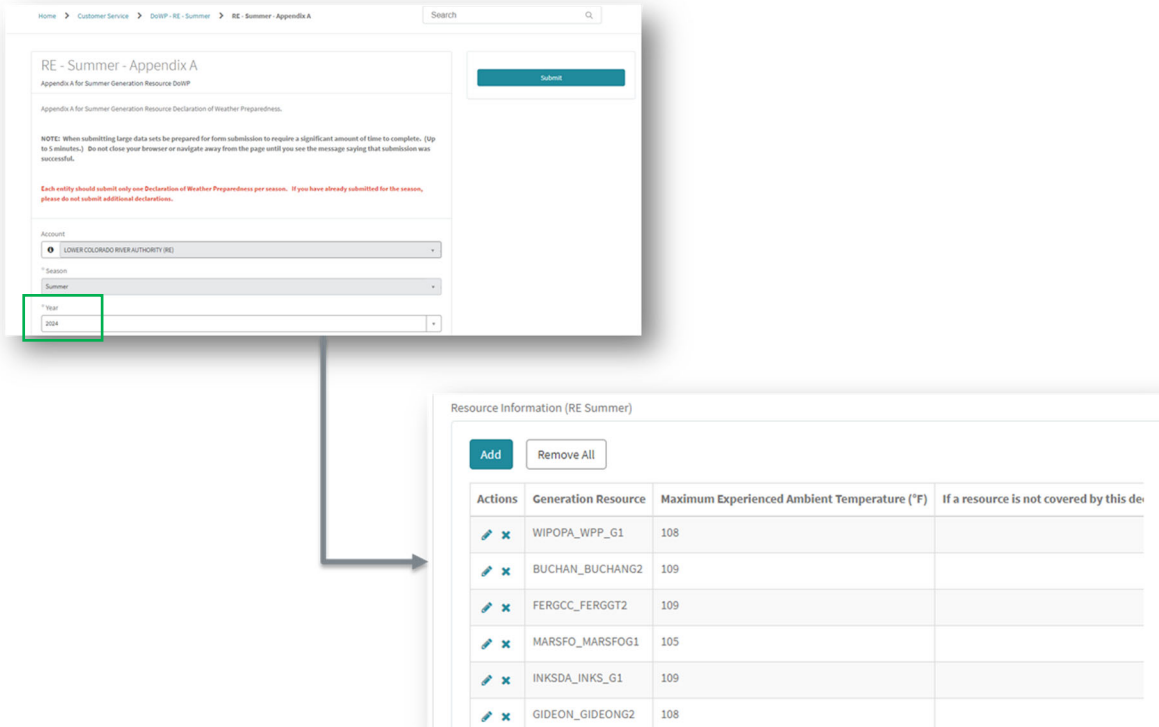 Home > Customer Service > DoWP - RE - Summer > RE - Summer - Appendix A
Search
RE - Summer - Appendix A
Appendix A for Summer Generation Resource DoWP
Submit
Appendix A for Summer Generation Resource Declaration of Weather Preparedness.
NOTE: When submitting large data sets be prepared for form submission to require a significant amount of time to complete. (Up
to 5 minutes.) Do not close your browser or navigate away from the page until you see the message saying that submission was
successful.
Each entity should submit only one Declaration of Weather Preparedness per season. If you have already submitted for the season,
please do not submit additional declarations.
Account
LOWER COLORADO RIVER AUTHORITY (RE)
* Season
Summer
* Year
2024
Resource Information (RE Summer)
Add Remove All
Actions Generation Resource Maximum Experienced Ambient Temperature (°F) If a resource is not covered by this de
WIPOPA_WPP_G1 108
BUCHAN_BUCHANG2 109
FERGCC_FERGGT2 109
MARSFO_MARSFOG1 105
INKSDA_INKS_G1 109
GIDEON_GIDEONG2 108